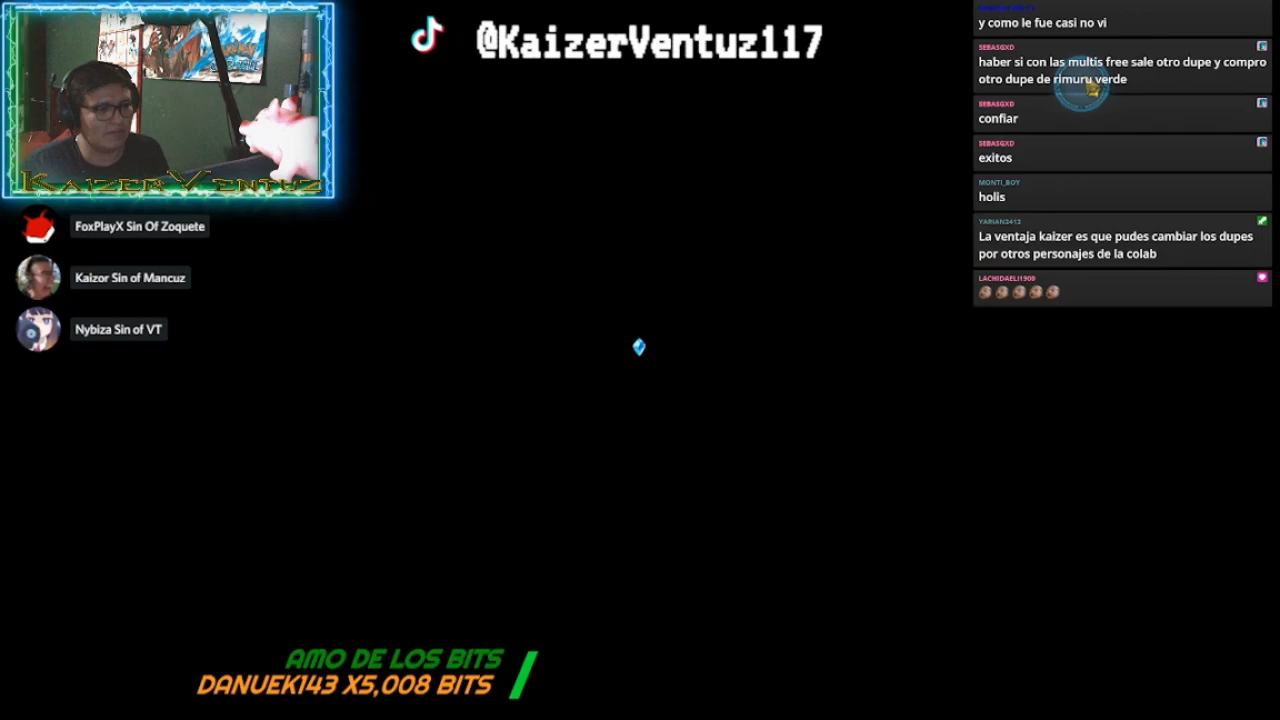 @KaizerVentuz117
KaizerVentuz
FoxPlayX Sin Of Zoquete
Kaizor Sin of Mancuz
Nybiza Sin of VT
y como le fue casi no vi
SEBASGXD
haber si con las multis free sale otro dupe y compro
otro dupe de rimuru verde
SEBASGXD
confiar
SEBASGXD
exitos
MONTI_BOY
holis
YARIAN3412
La ventaja kaizer es que pudes cambiar los dupes
por otros personajes de la colab
LACHIDAELI1900
AMO DE LOS BITS
DANUEK143 X5,008 BITS